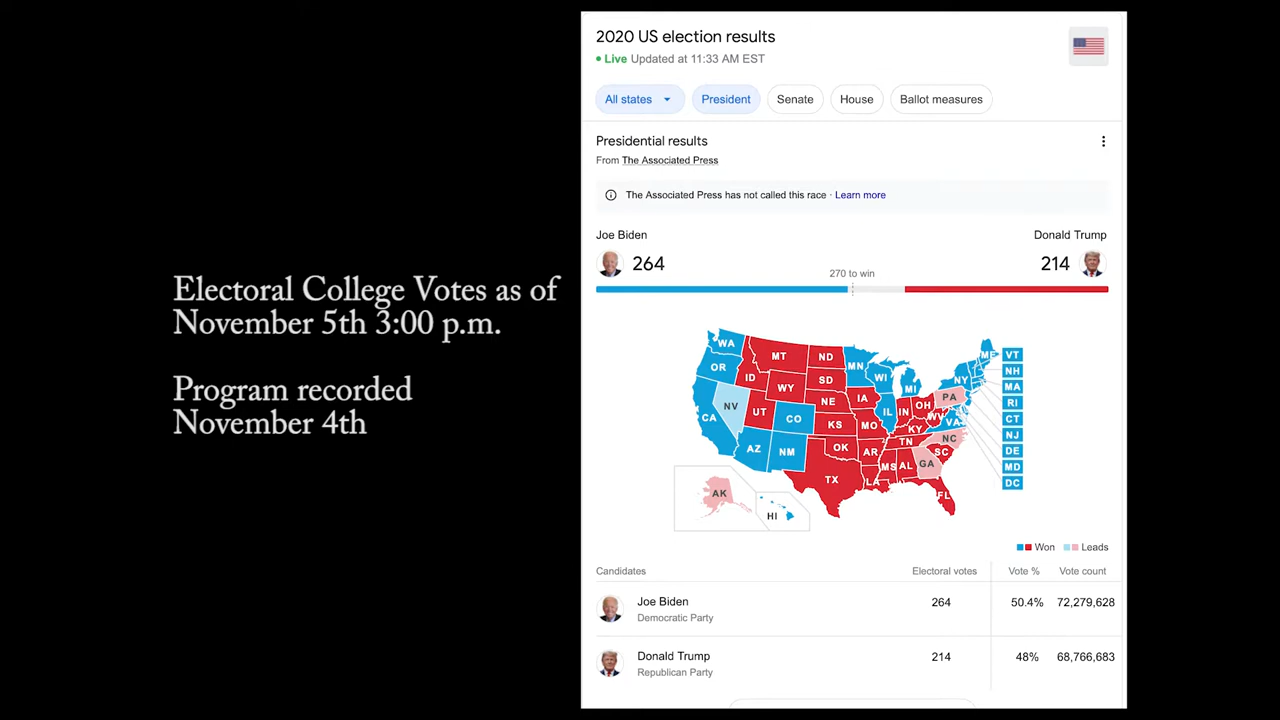 Electoral College Votes as of
November 5th 3:00 p.m.
Program recorded
November 4th
2020 US election results
Live Updated at 11:33 AM EST
All states
President
Senate
House
Ballot measures
Presidential results
From The Associated Press
The Associated Press has not called this race · Learn more
Joe Biden
Donald Trump
264
214
270 to win
WA
MT
ND
MN
ME
VT
OR
ID
WY
SD
WI
MI
NY
NH
MA
NV
UT
CO
NE
IA
IL
IN
OH
PA
RI
CA
KS
MO
KY
WV
VA
CT
AZ
NM
OK
AR
TN
NC
NJ
TX
LA
MS
AL
GA
SC
DE
FL
MD
AK
HI
DC
Won
Leads
Candidates
Electoral votes
Vote %
Vote count
Joe Biden
264
50.4%
72,279,628
Democratic Party
Donald Trump
214
48%
68,766,683
Republican Party